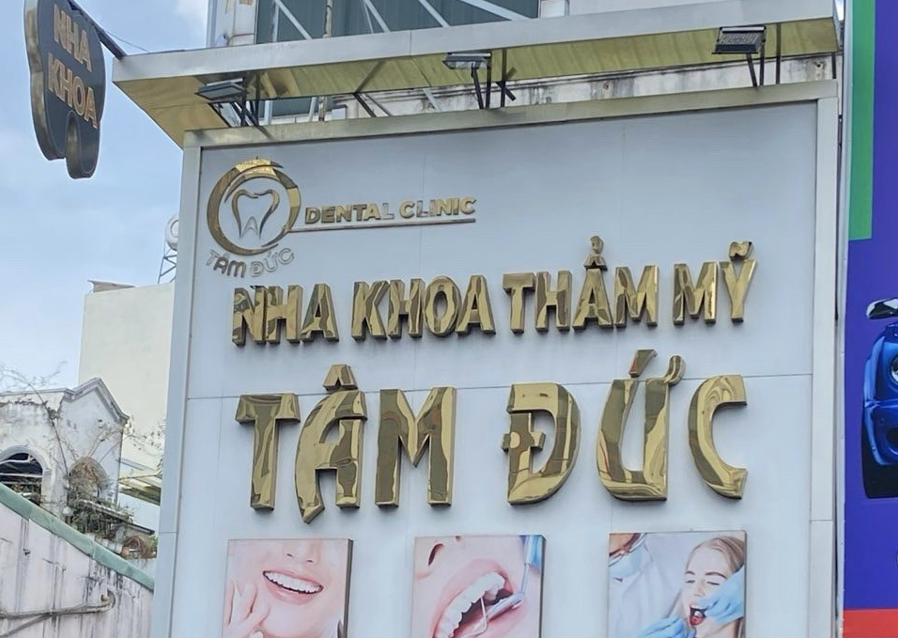 NHA
KHOA
DENTAL CLINIC
TÂM ĐỨC
NHA KHOA THẨM MỸ
TÂM ĐỨC